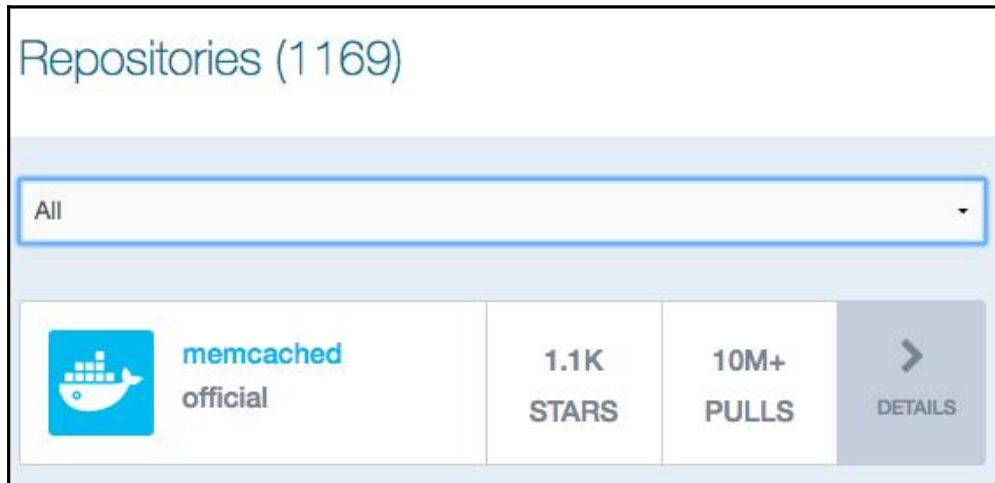 Repositories (1169)
All
memcached
official
1.1K
STARS
10M+
PULLS
DETAILS